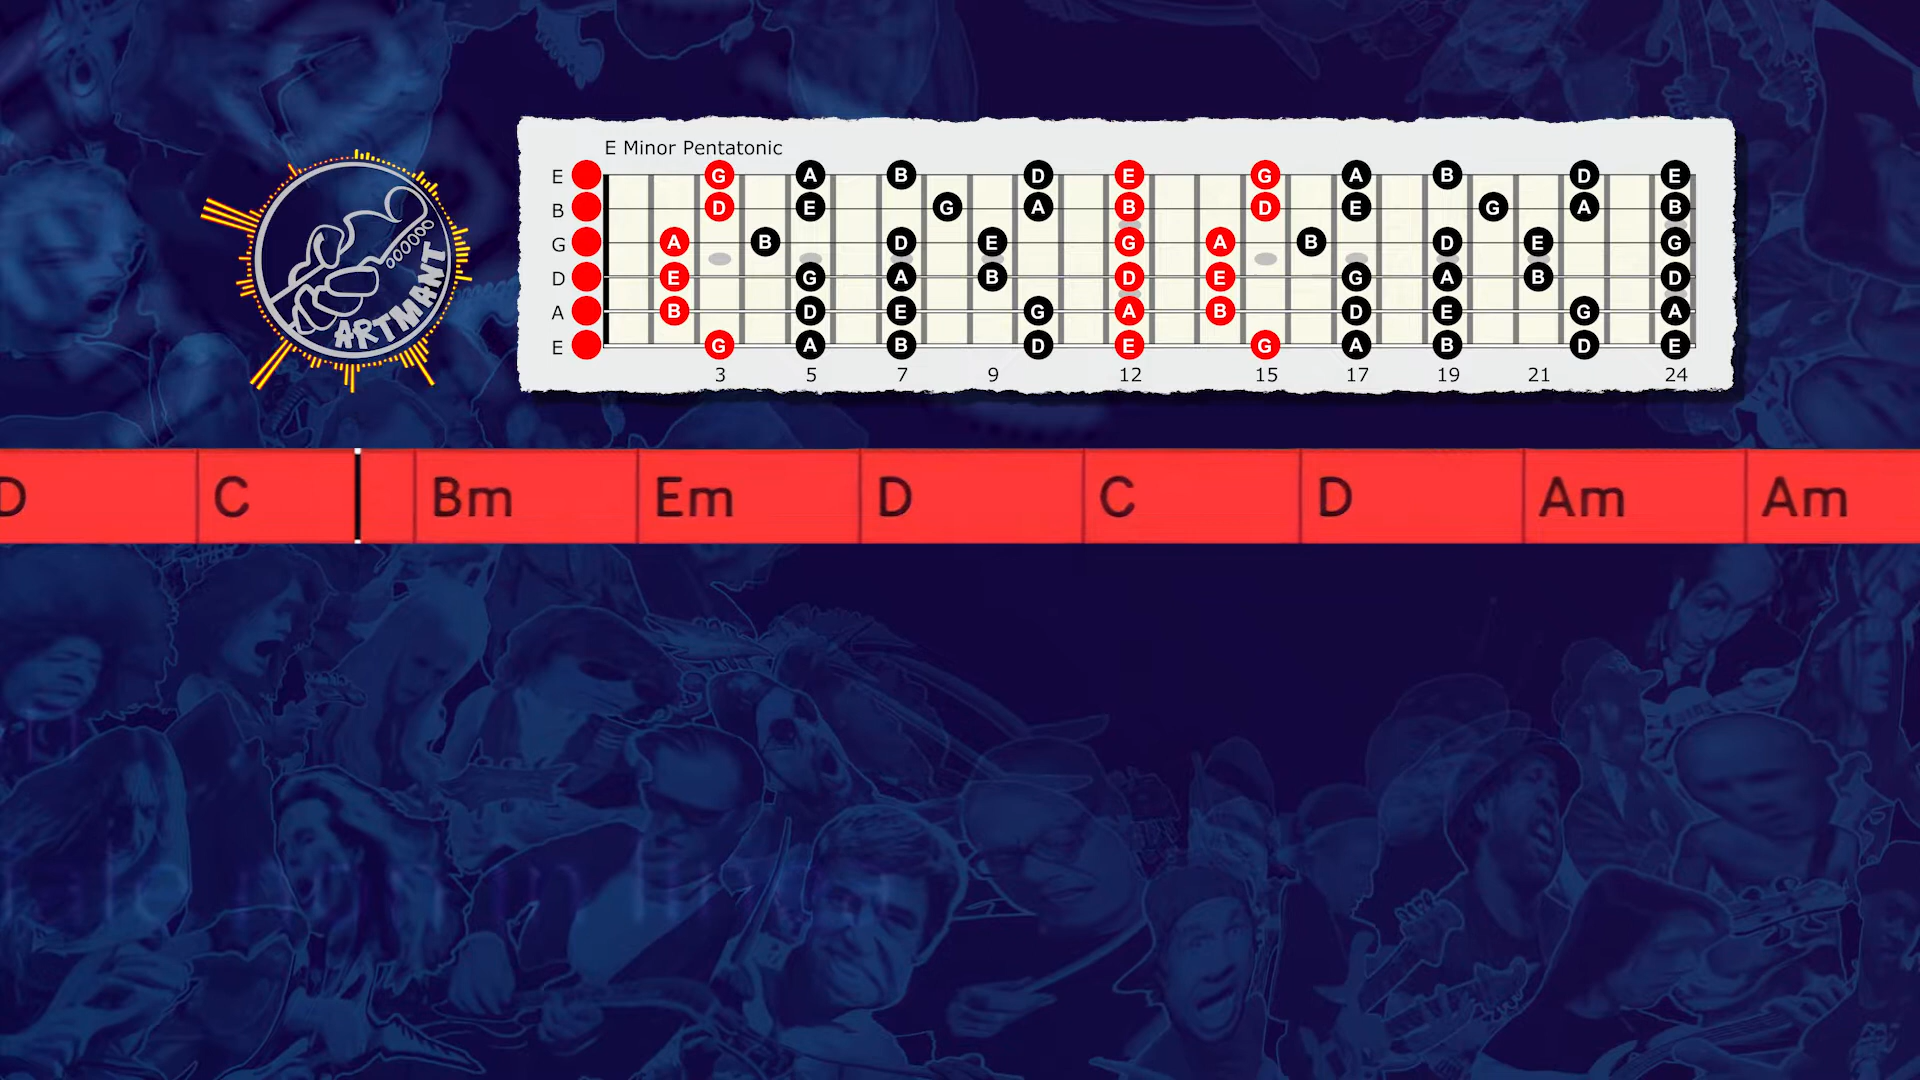 E Minor Pentatonic
E G A B D E G A B D E
B D E G A B D E G A B
G A B D E G A B D E G
D E G A B D E G A B D
A B D E G A B D E G A
E G A B D E G A B D E
3 5 7 9 12 15 17 19 21 24
ARTMANT
D C Bm Em D C D Am Am